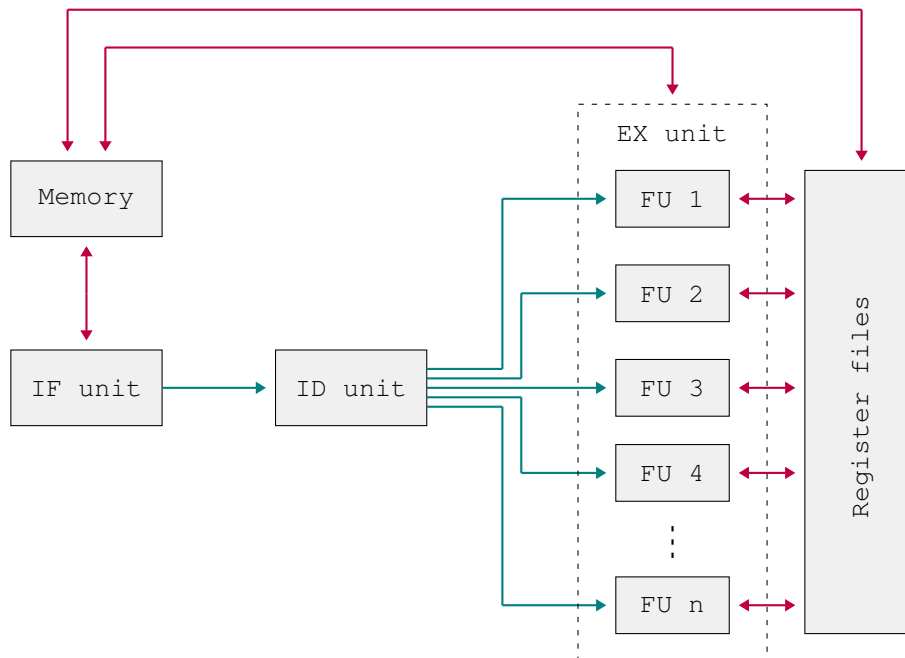 EX unit
Memory
FU 1
FU 2
IF unit
ID unit
FU 3
FU 4
FU n
Register files